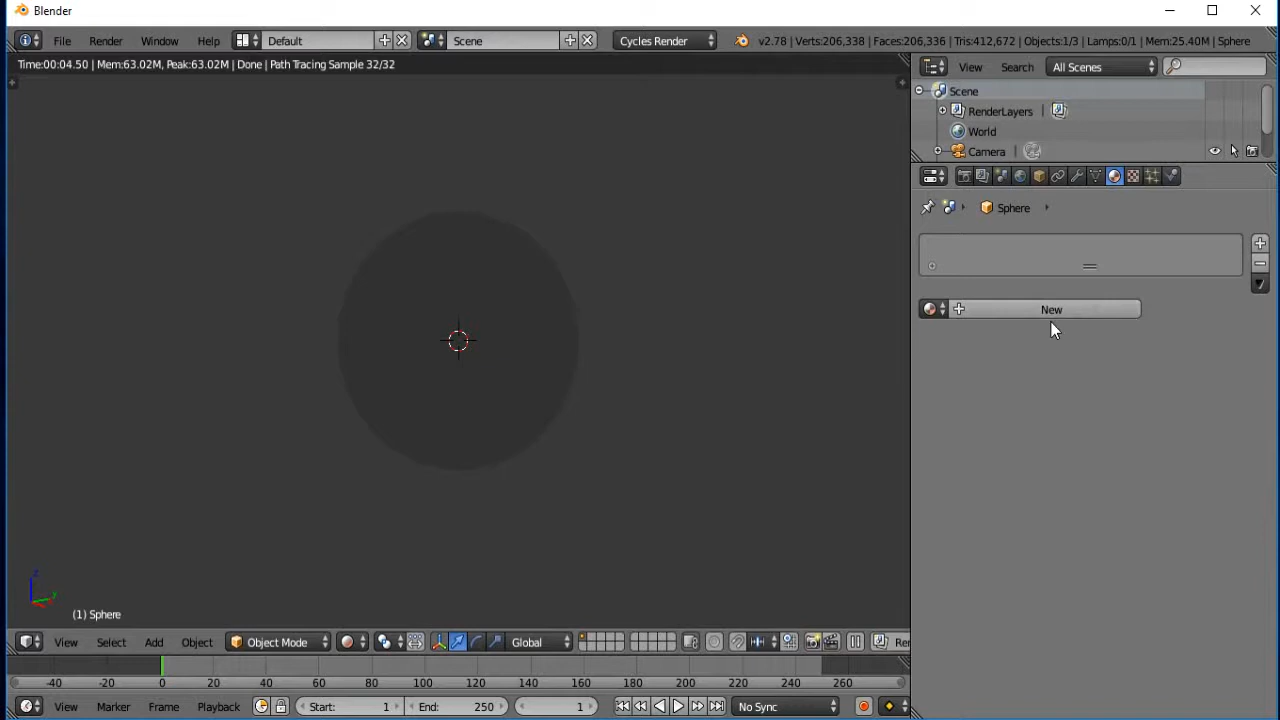 Blender
File Render Window Help Default Scene Cycles Render v2.78 | Verts:206,338 | Faces:206,336 | Tris:412,672 | Objects:1/3 | Lamps:0/1 | Mem:25.40M | Sphere
Time:00:04.50 | Mem:63.02M, Peak:63.02M | Done | Path Tracing Sample 32/32
View Search All Scenes
Scene
RenderLayers |
World
Camera |
Sphere
New
z
y
(1) Sphere
View Select Add Object Object Mode Global Ren
-40 -20 0 20 40 60 80 100 120 140 160 180 200 220 240 260
View Marker Frame Playback Start: 1 End: 250 1 No Sync